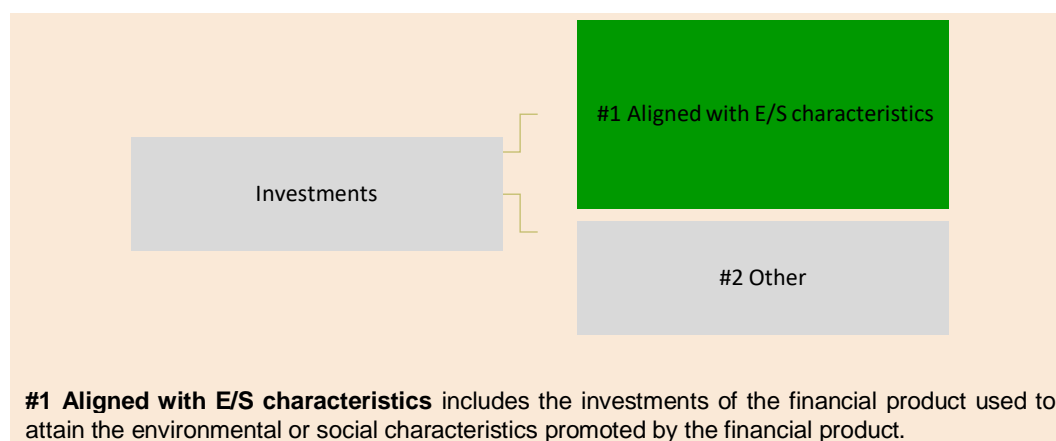 #1 Aligned with E/S characteristics
Investments
#2 Other
#1 Aligned with E/S characteristics includes the investments of the financial product used to
attain the environmental or social characteristics promoted by the financial product.